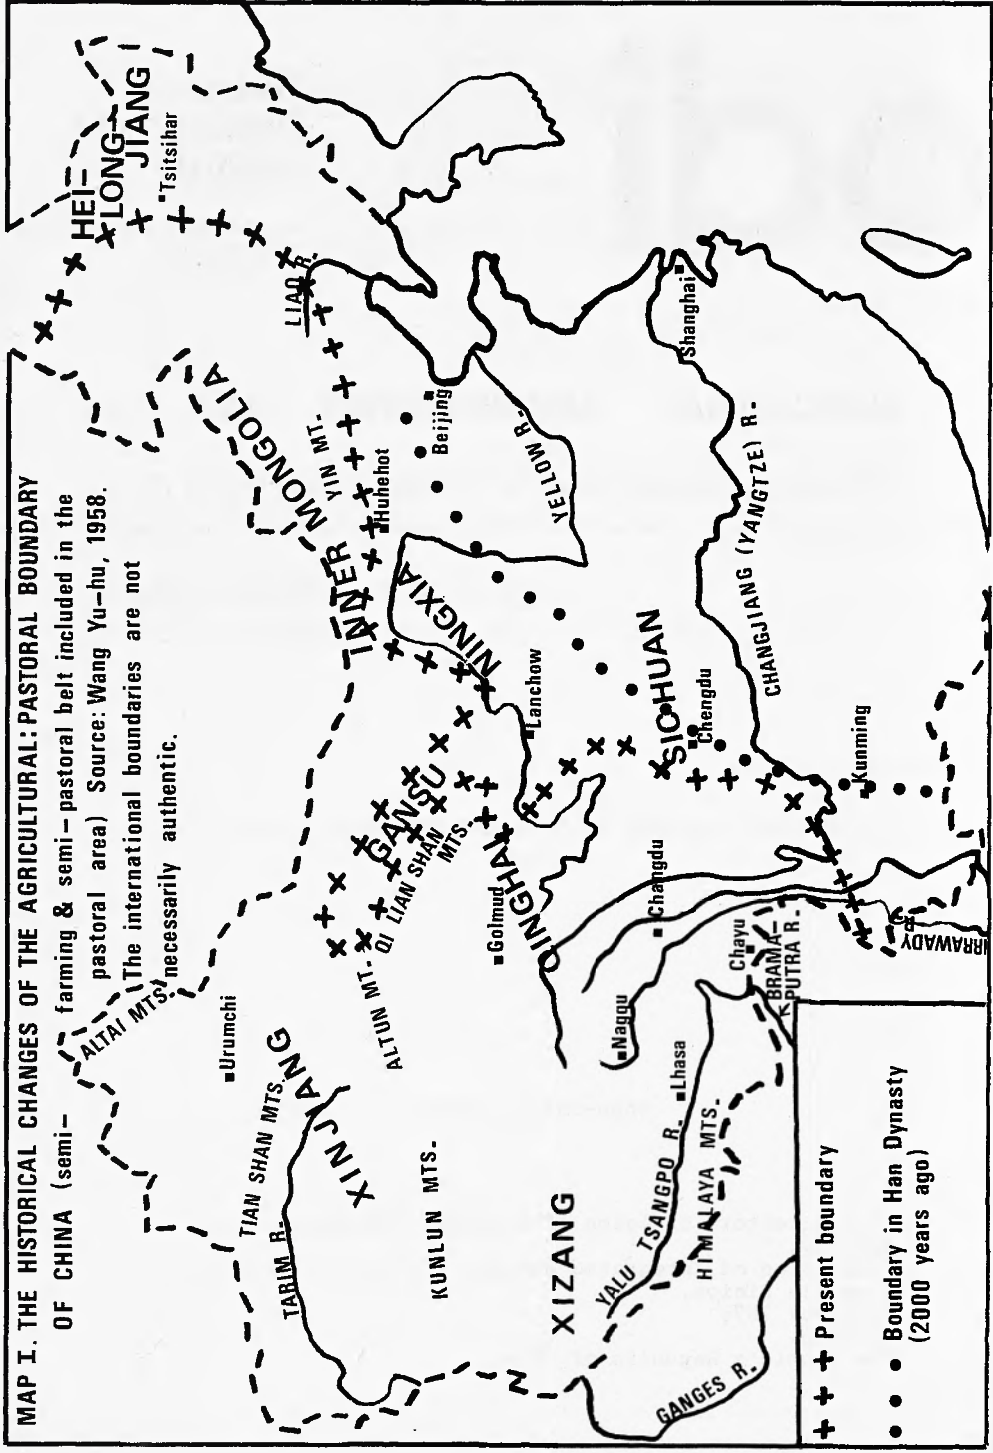 MAP I. THE HISTORICAL CHANGES OF THE AGRICULTURAL:PASTORAL BOUNDARY
OF CHINA (semi- farming & semi-pastoral belt included in the
pastoral area) Source: Wang Yu-hu, 1958.
The international boundaries are not
necessarily authentic.
HEI-
LONG-
JIANG
Tsitsihar
LIAO R.
ALTAI MTS.
Urumchi
INNER MONGOLIA
YIN MT.
Huhehot
Beijing
TIAN SHAN MTS.
TARIM R.
XINJIANG
ALTUN MT.
GANSU
QI LIAN SHAN
MTS.
NINGXIA
YELLOW R.
KUNLUN MTS.
Golmud
QINGHAI
Lanchow
Shanghai
SICHUAN
Chengdu
CHANGJIANG (YANGTZE) R.
XIZANG
Nagqu
Changdu
Lhasa
YALU TSANGPO R.
HIMALAYA MTS.
Chayu
BRAMA-
PUTRA R.
Kunming
IRRAWADY
R.
GANGES R.
+ + + Present boundary
• • • Boundary in Han Dynasty
(2000 years ago)